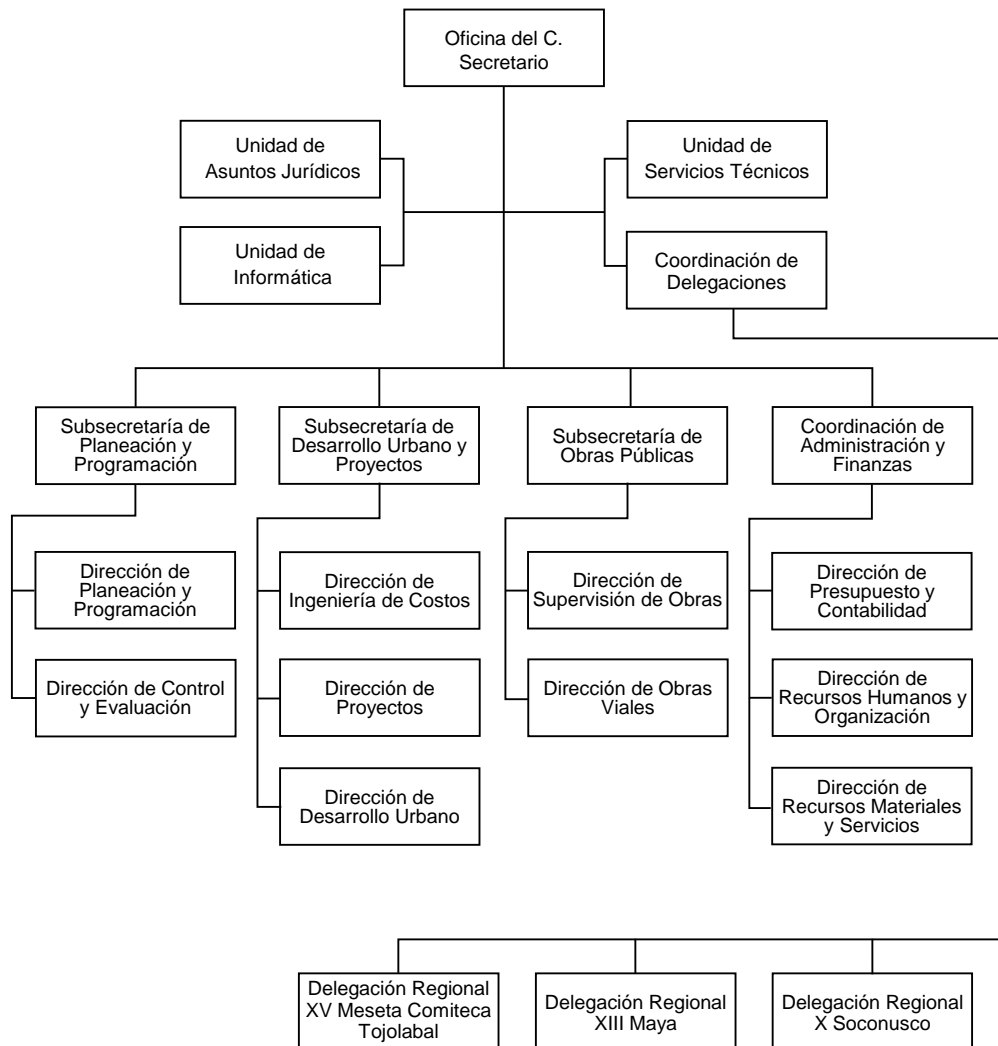 Oficina del C.
Secretario
Unidad de
Asuntos Jurídicos
Unidad de
Servicios Técnicos
Unidad de
Informática
Coordinación de
Delegaciones
Subsecretaría de
Planeación y
Programación
Subsecretaría de
Desarrollo Urbano y
Proyectos
Subsecretaría de
Obras Públicas
Coordinación de
Administración y
Finanzas
Dirección de
Planeación y
Programación
Dirección de
Ingeniería de Costos
Dirección de
Supervisión de Obras
Dirección de
Presupuesto y
Contabilidad
Dirección de Control
y Evaluación
Dirección de
Proyectos
Dirección de Obras
Viales
Dirección de
Recursos Humanos y
Organización
Dirección de
Desarrollo Urbano
Dirección de
Recursos Materiales
y Servicios
Delegación Regional
XV Meseta Comiteca
Tojolabal
Delegación Regional
XIII Maya
Delegación Regional
X Soconusco